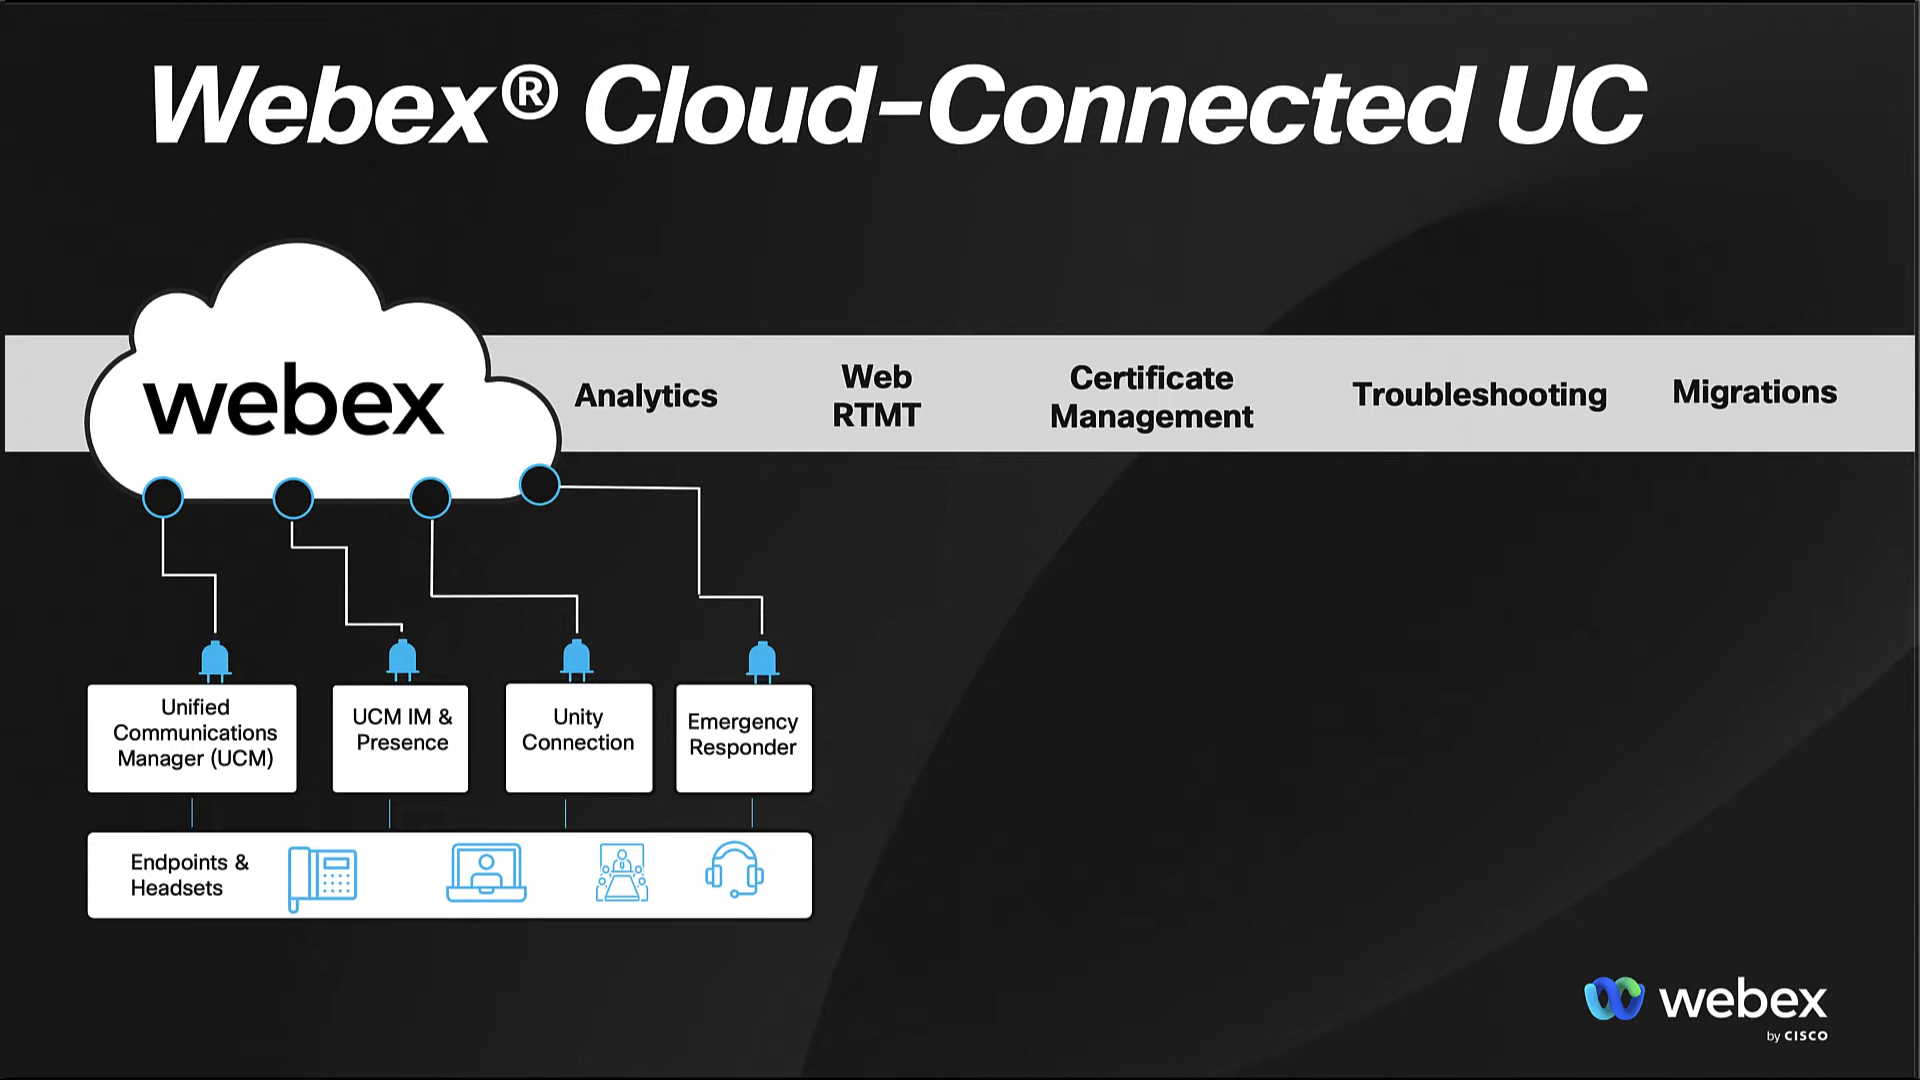 Webex® Cloud-Connected UC
webex
Analytics
Web
RTMT
Certificate
Management
Troubleshooting
Migrations
Unified
Communications
Manager (UCM)
UCM IM &
Presence
Unity
Connection
Emergency
Responder
Endpoints &
Headsets
webex
by CISCO